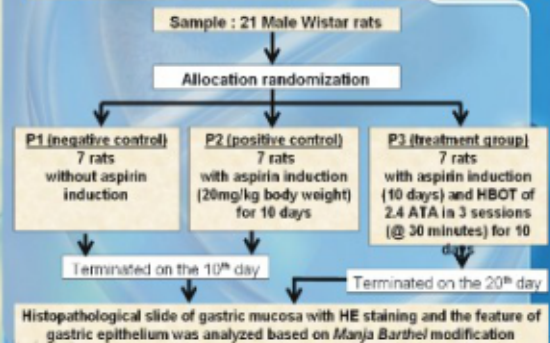 Sample : 21 Male Wistar rats
Allocation randomization
P1 (negative control)
7 rats
without aspirin
induction
P2 (positive control)
7 rats
with aspirin induction
(20mg/kg body weight)
for 10 days
P3 (treatment group)
7 rats
with aspirin induction
(10 days) and HBOT of
2.4 ATA in 3 sessions
(@ 30 minutes) for 10
days
Terminated on the 10th day
Terminated on the 20th day
Histopathological slide of gastric mucosa with HE staining and the feature of
gastric epithelium was analyzed based on Manja Barthel modification